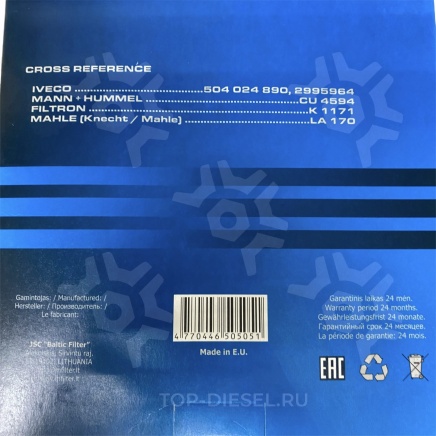 CROSS REFERENCE
IVECO 504 024 890, 2995964
MANN + HUMMEL CU 4594
FILTRON K 1171
MAHLE (Knecht / Mahle) LA 170
Gamintojas: / Manufactured: /
Hersteller: / Производитель: /
Le fabricant:
JSC "Baltic Filter"
LITHUANIA
4 770446 505051
Made in E.U.
Garantinis laikas 24 mėn.
Warranty period 24 months.
Gewährleistungsfrist 24 monate.
Гарантийный срок 24 месяцев.
La période de garantie: 24 mois.
EAC
TOP-DIESEL.RU